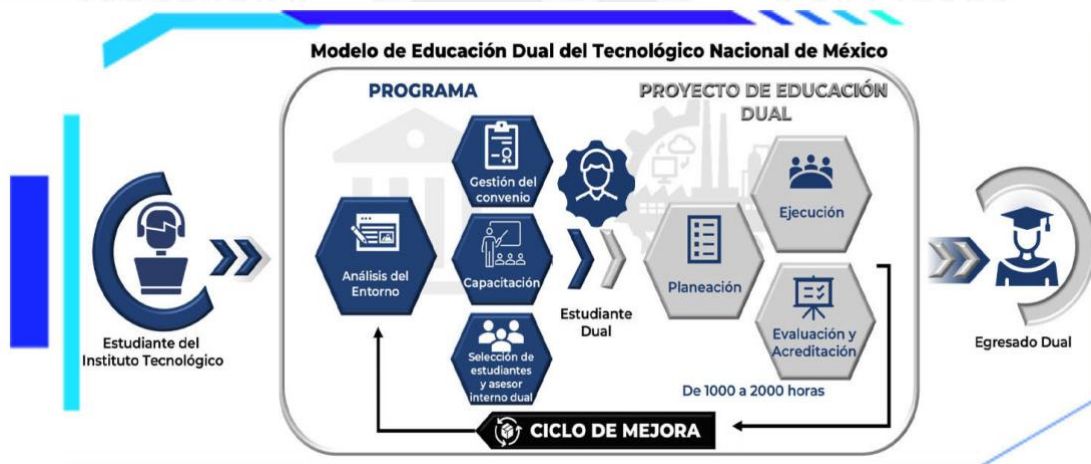 Modelo de Educación Dual del Tecnológico Nacional de México
PROGRAMA
PROYECTO DE EDUCACIÓN
DUAL
Gestión del
convenio
Análisis del
Entorno
Capacitación
Selección de
estudiantes
y asesor
interno dual
Estudiante
Dual
Planeación
Ejecución
Evaluación y
Acreditación
De 1000 a 2000 horas
CICLO DE MEJORA
Estudiante del
Instituto Tecnológico
Egresado Dual